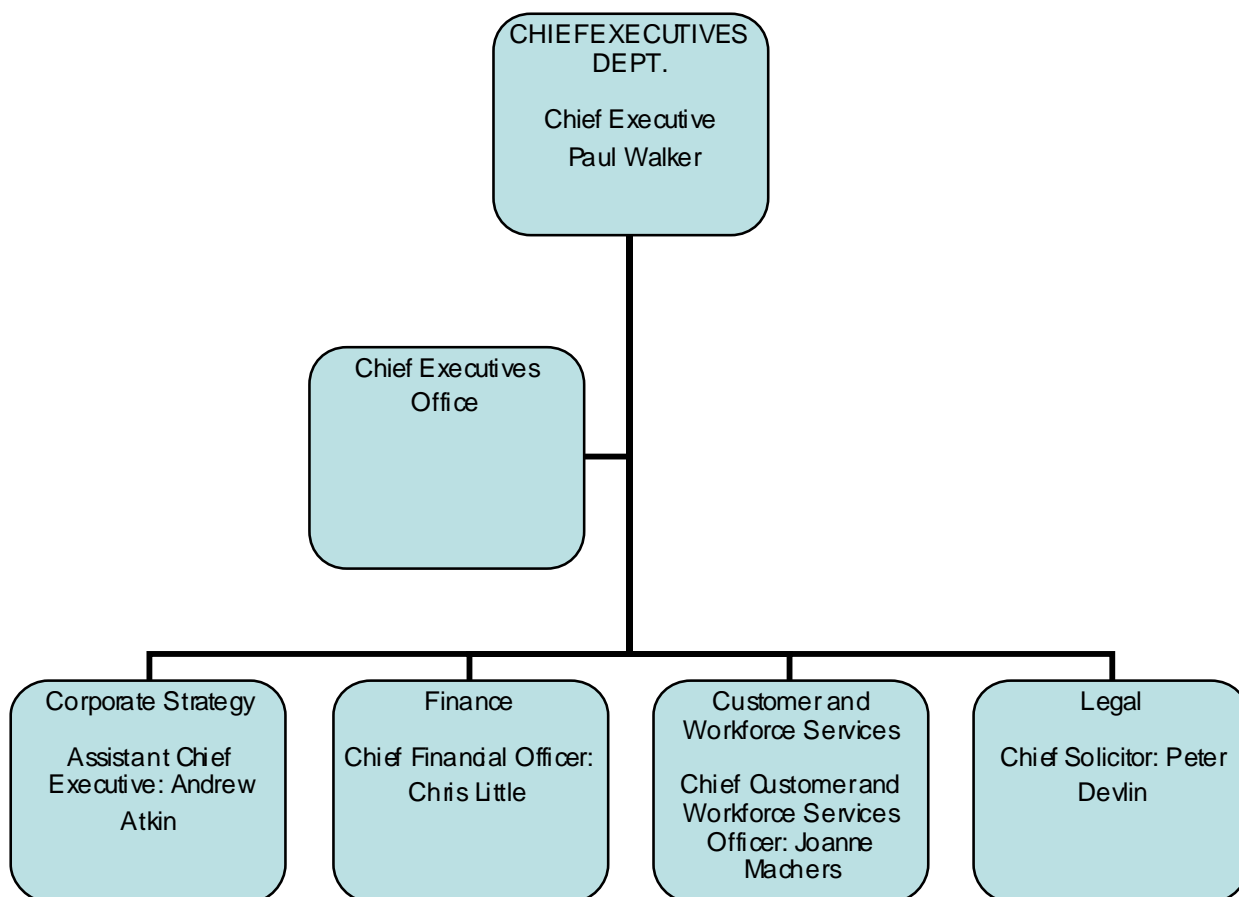 CHIEF EXECUTIVES
DEPT.
Chief Executive
Paul Walker
Chief Executives
Office
Corporate Strategy
Assistant Chief
Executive: Andrew
Atkin
Finance
Chief Financial Officer:
Chris Little
Customer and
Workforce Services
Chief Customer and
Workforce Services
Officer: Joanne
Machers
Legal
Chief Solicitor: Peter
Devlin